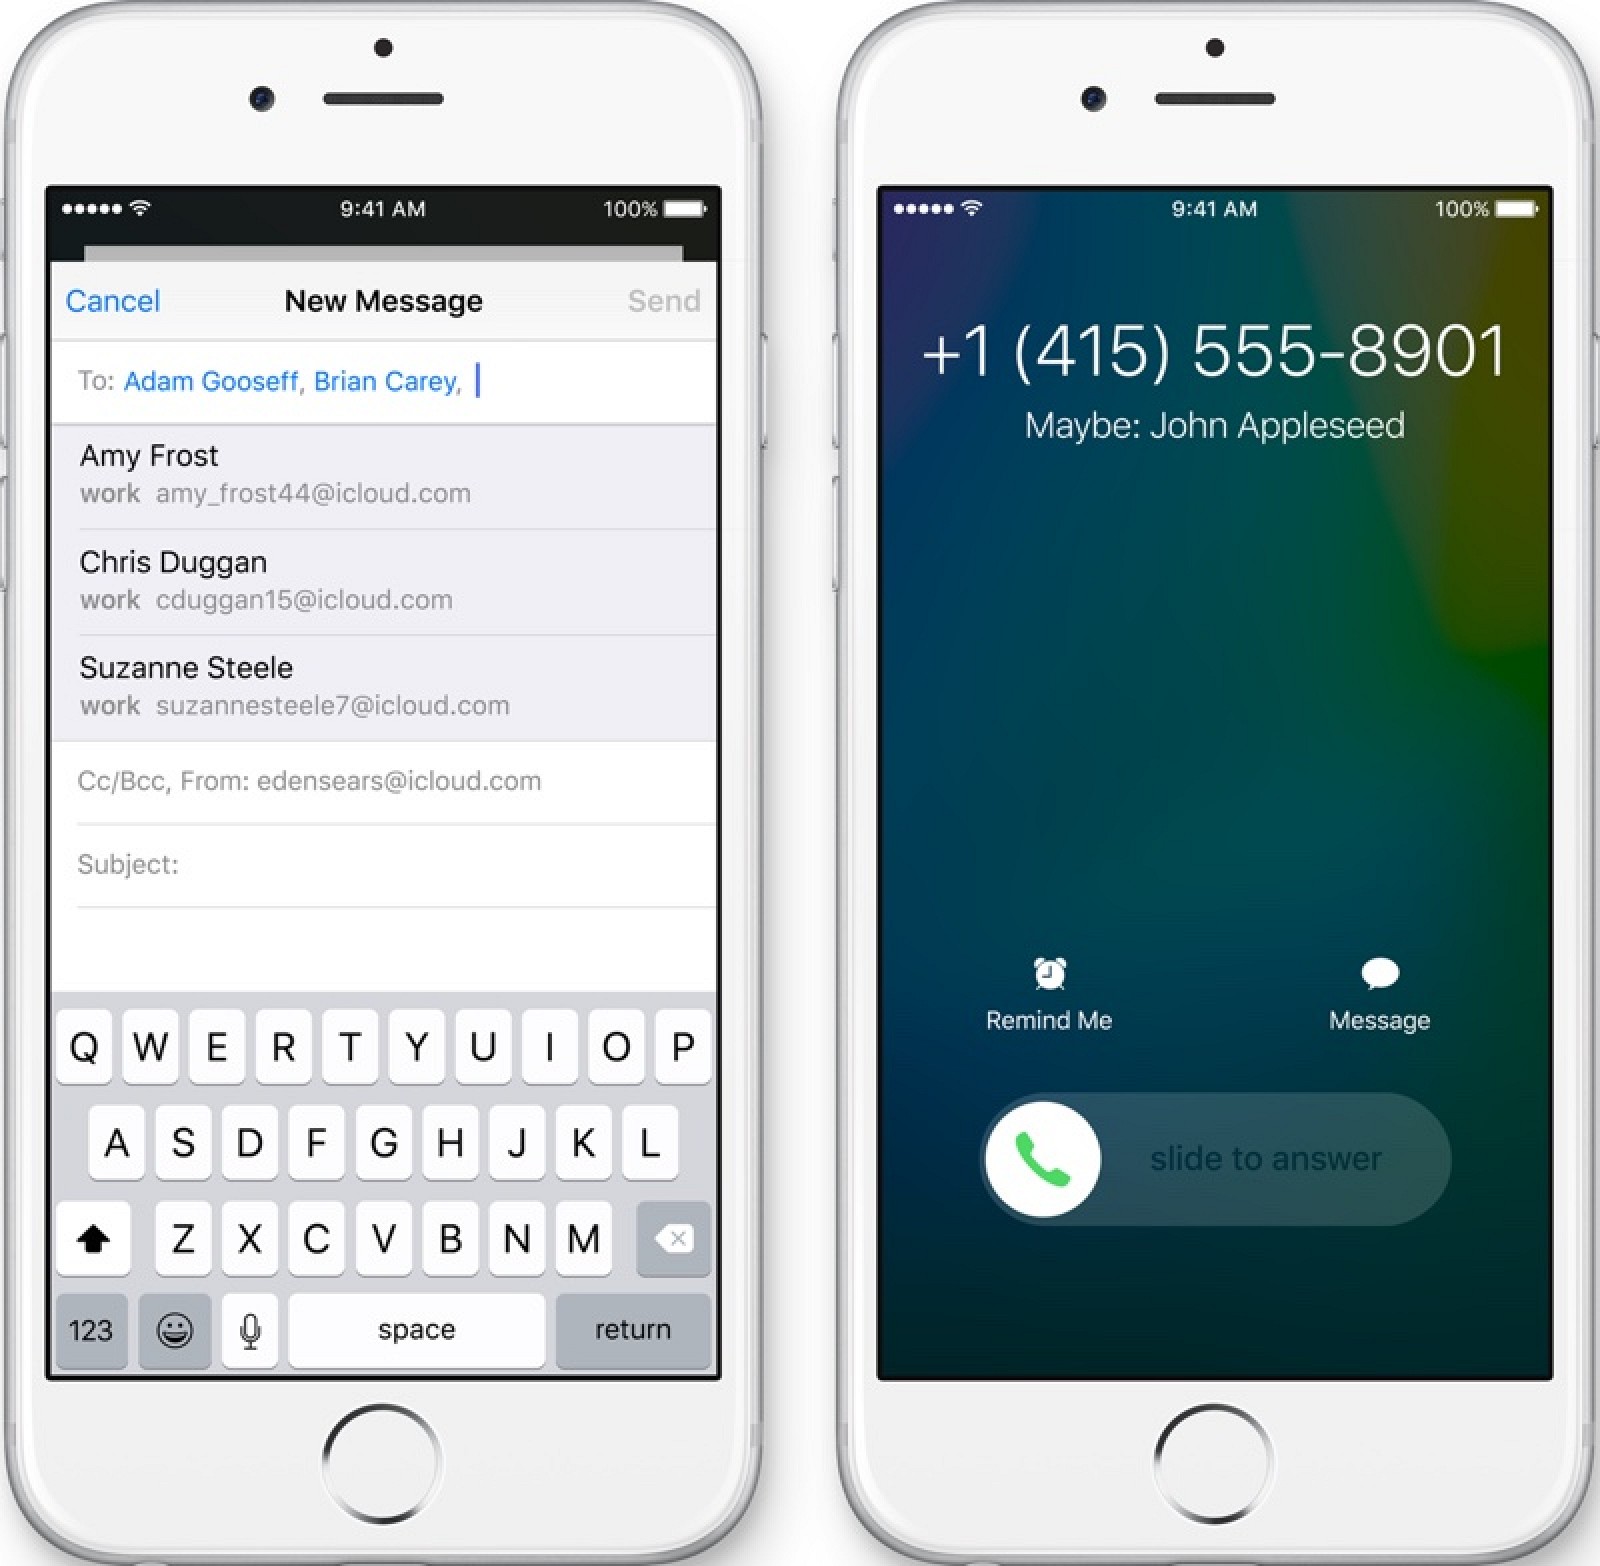 9:41 AM 100%
Cancel New Message Send
To: Adam Gooseff, Brian Carey,
Amy Frost
work amy_frost44@icloud.com
Chris Duggan
work cduggan15@icloud.com
Suzanne Steele
work suzannesteele7@icloud.com
Cc/Bcc, From: edensears@icloud.com
Subject:
Q W E R T Y U I O P
A S D F G H J K L
Z X C V B N M
123 space return
9:41 AM 100%
+1 (415) 555-8901
Maybe: John Appleseed
Remind Me Message
slide to answer